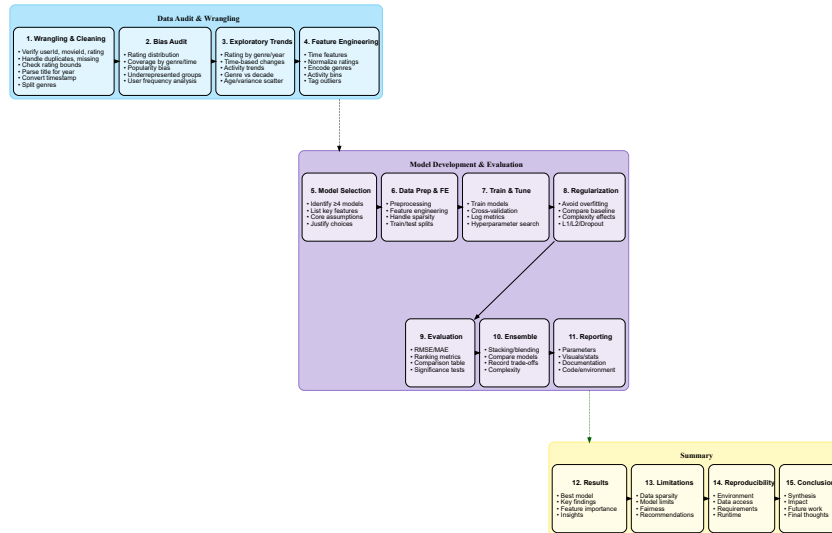 Data Audit & Wrangling
1. Wrangling & Cleaning
• Verify userId, movieId, rating
• Handle duplicates, missing
• Check rating bounds
• Parse title for year
• Convert timestamp
• Split genres
2. Bias Audit
• Rating distribution
• Coverage by genre/time
• Popularity bias
• Underrepresented groups
• User frequency analysis
3. Exploratory Trends
• Rating by genre/year
• Time-based changes
• Activity trends
• Genre vs decade
• Age/variance scatter
4. Feature Engineering
• Time features
• Normalize ratings
• Encode genres
• Activity bins
• Tag outliers
Model Development & Evaluation
5. Model Selection
• Identify ≥4 models
• List key features
• Core assumptions
• Justify choices
6. Data Prep & FE
• Preprocessing
• Feature engineering
• Handle sparsity
• Train/test splits
7. Train & Tune
• Train models
• Cross-validation
• Log metrics
• Hyperparameter search
8. Regularization
• Avoid overfitting
• Compare baseline
• Complexity effects
• L1/L2/Dropout
9. Evaluation
• RMSE/MAE
• Ranking metrics
• Comparison table
• Significance tests
10. Ensemble
• Stacking/blending
• Compare models
• Record trade-offs
• Complexity
11. Reporting
• Parameters
• Visuals/stats
• Documentation
• Code/environment
Summary
12. Results
• Best model
• Key findings
• Feature importance
• Insights
13. Limitations
• Data sparsity
• Model limits
• Fairness
• Recommendations
14. Reproducibility
• Environment
• Data access
• Requirements
• Runtime
15. Conclusion
• Synthesis
• Impact
• Future work
• Final thoughts